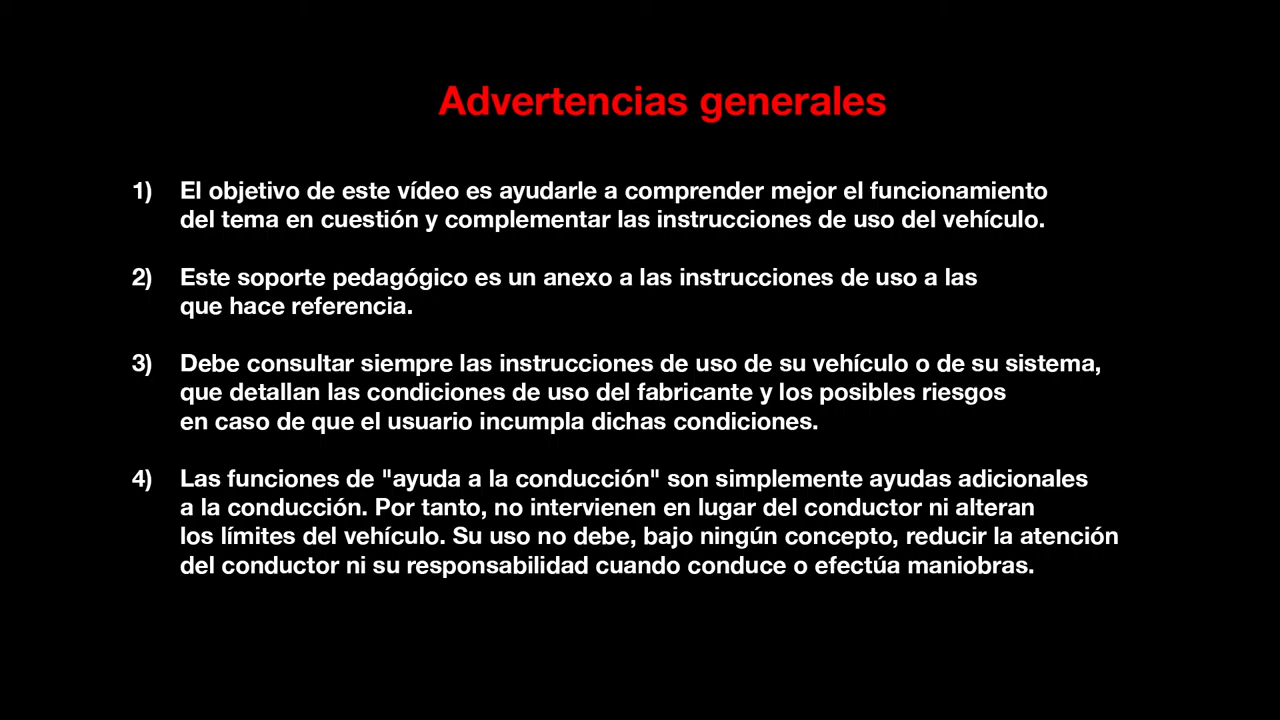 Advertencias generales
1) El objetivo de este vídeo es ayudarle a comprender mejor el funcionamiento
del tema en cuestión y complementar las instrucciones de uso del vehículo.
2) Este soporte pedagógico es un anexo a las instrucciones de uso a las
que hace referencia.
3) Debe consultar siempre las instrucciones de uso de su vehículo o de su sistema,
que detallan las condiciones de uso del fabricante y los posibles riesgos
en caso de que el usuario incumpla dichas condiciones.
4) Las funciones de "ayuda a la conducción" son simplemente ayudas adicionales
a la conducción. Por tanto, no intervienen en lugar del conductor ni alteran
los límites del vehículo. Su uso no debe, bajo ningún concepto, reducir la atención
del conductor ni su responsabilidad cuando conduce o efectúa maniobras.